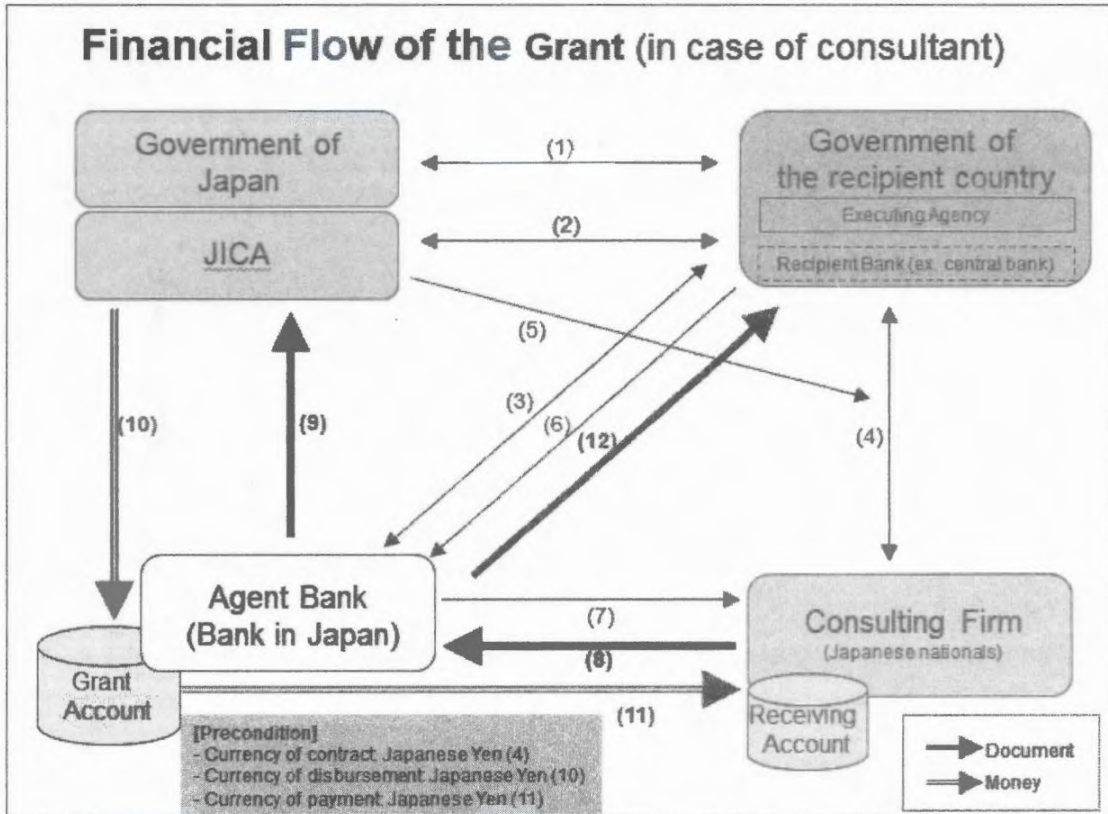 Financial Flow of the Grant (in case of consultant)
Government of
Japan
JICA
(1)
(2)
Government of
the recipient country
Executing Agency
Recipient Bank (ex. central bank)
(5)
(3)
(6)
(12)
(4)
(10)
(9)
Agent Bank
(Bank in Japan)
(7)
(8)
Consulting Firm
(Japanese nationals)
Grant
Account
(11)
Receiving
Account
[Precondition]
- Currency of contract: Japanese Yen (4)
- Currency of disbursement: Japanese Yen (10)
- Currency of payment: Japanese Yen (11)
Document
Money